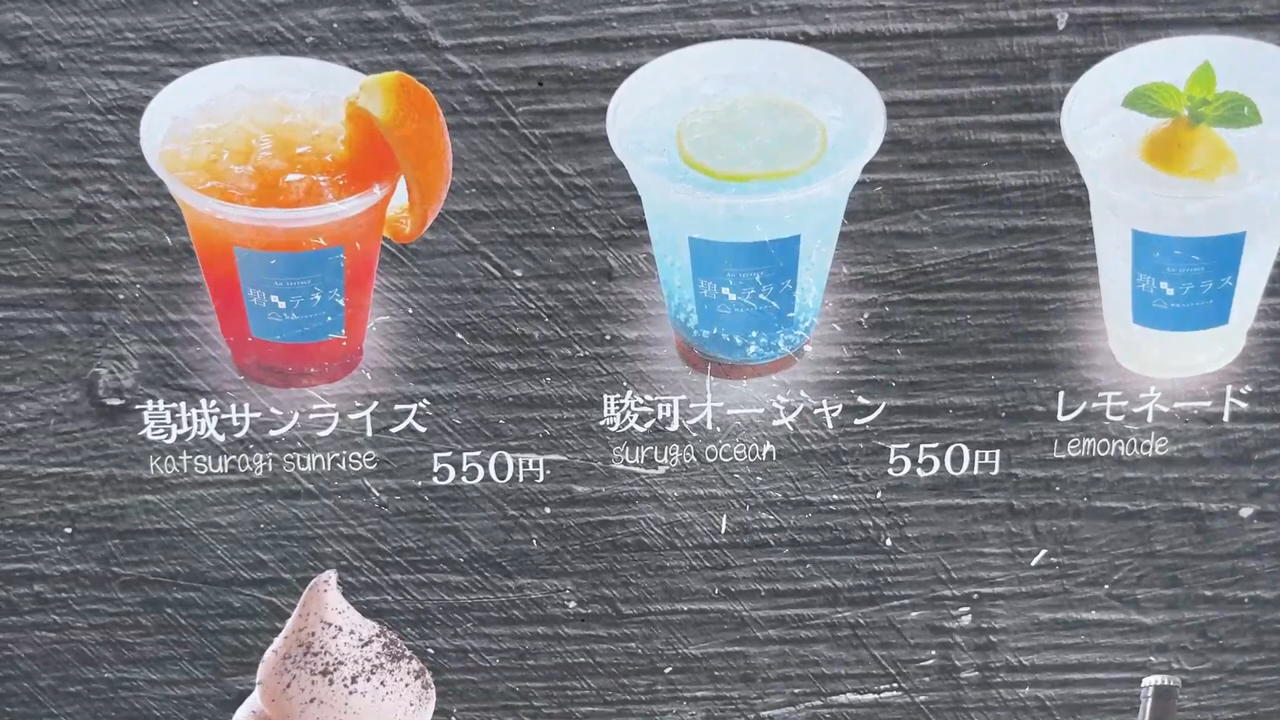 碧テラス
碧テラス
碧テラス
葛城サンライズ
katsuragi sunrise
550円
駿河オーシャン
suruga ocean
550円
レモネード
Lemonade